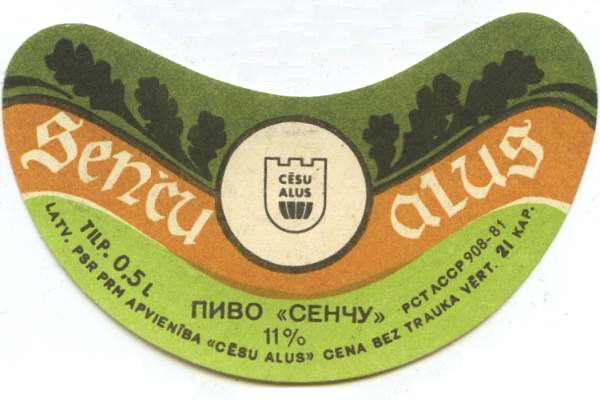 Senču alus
CĒSU
ALUS
TILP. 0,5 L
ПИВО «СЕНЧУ»
РСТ ЛССР 908-81
11%
LATV. PSR PRM APVIENĪBA «CĒSU ALUS» CENA BEZ TRAUKA VĒRT. 21 KAP.